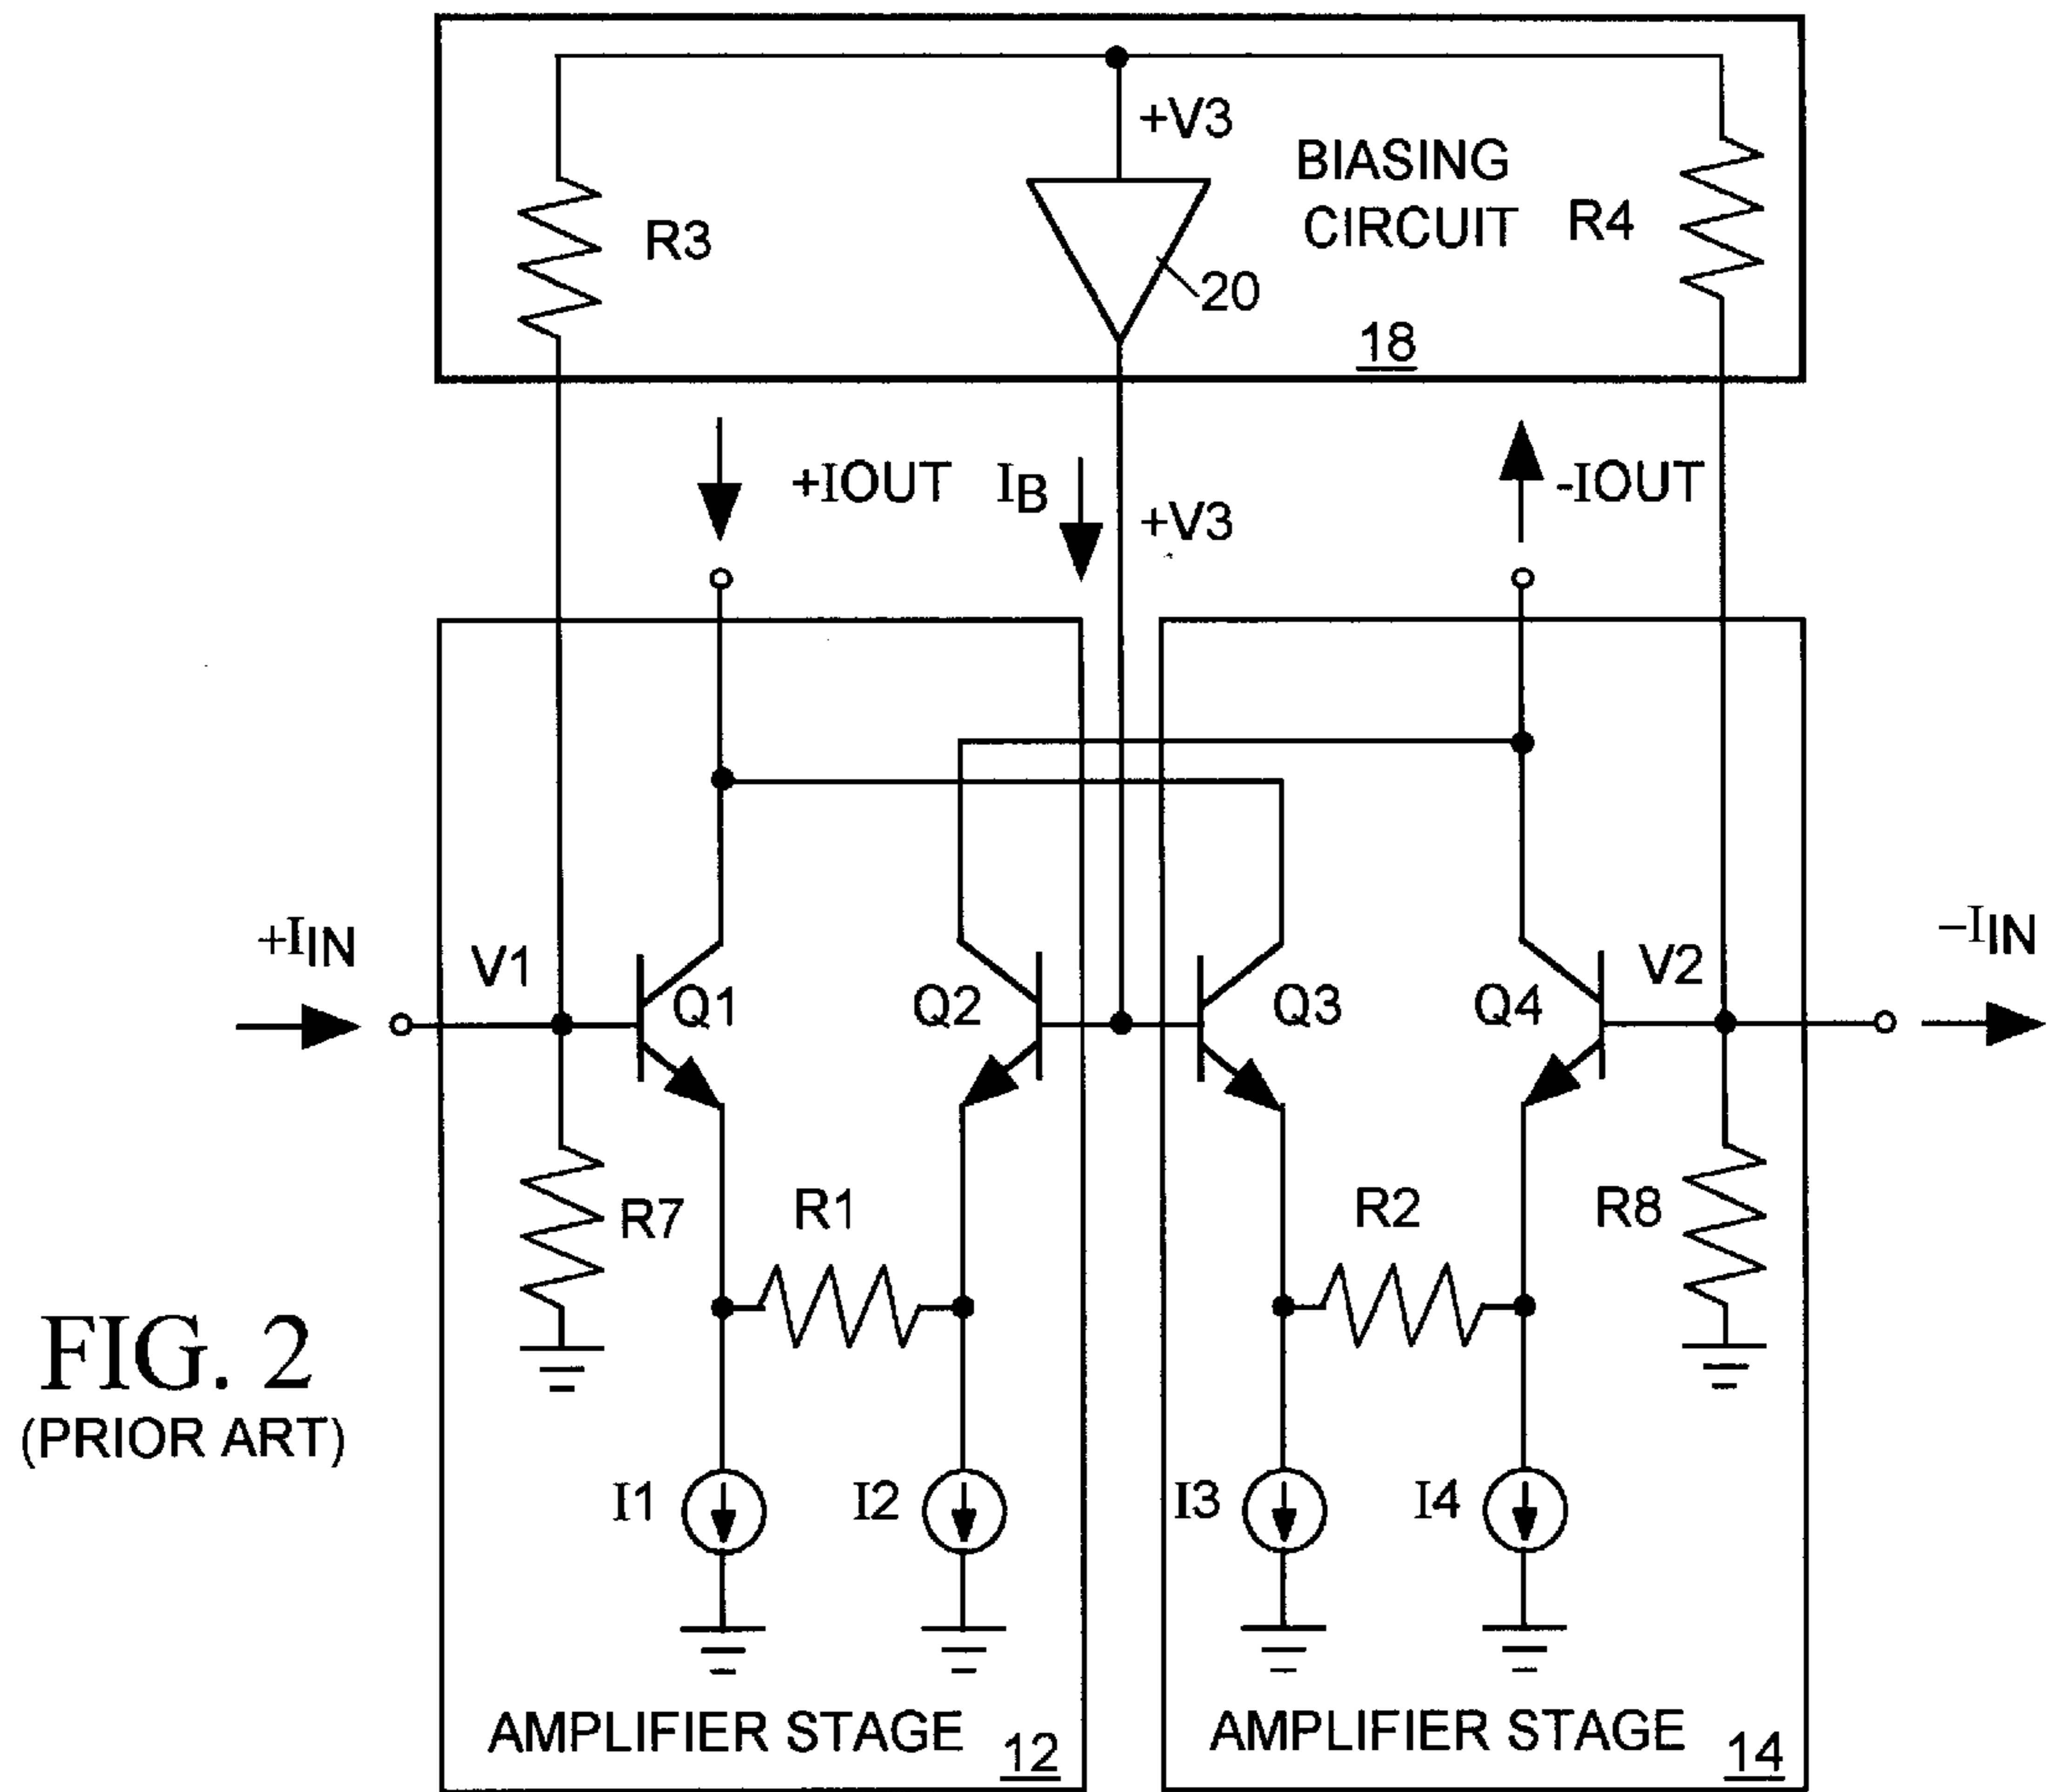 +V3
BIASING
CIRCUIT
R3
R4
20
18
+IOUT
IB
+V3
-IOUT
+IIN
V1
Q1
Q2
Q3
Q4
V2
−IIN
R7
R1
R2
R8
FIG. 2
(PRIOR ART)
I1
I2
I3
I4
AMPLIFIER STAGE 12
AMPLIFIER STAGE 14